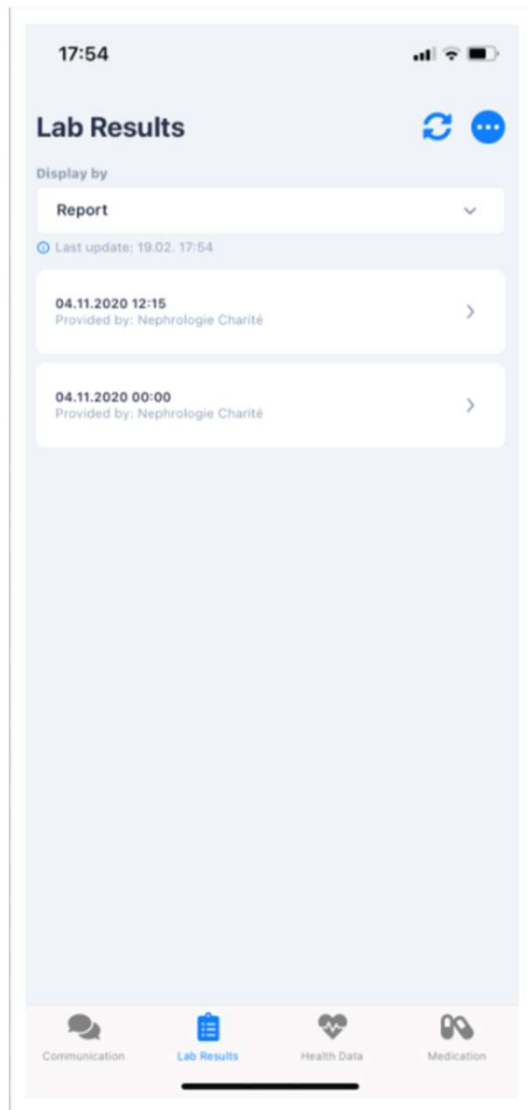 17:54
Lab Results
Display by
Report
Last update: 19.02. 17:54
04.11.2020 12:15
Provided by: Nephrologie Charité
04.11.2020 00:00
Provided by: Nephrologie Charité
Communication Lab Results Health Data Medication